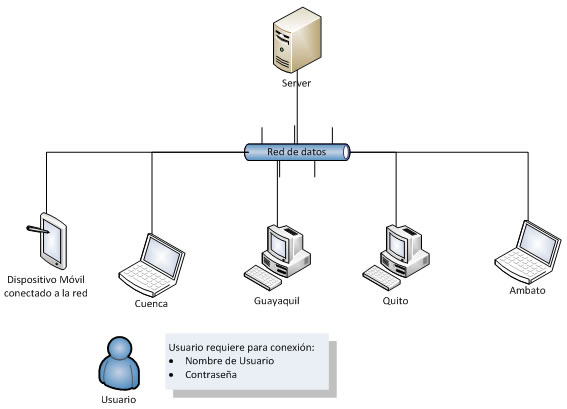 Server
Red de datos
Dispositivo Móvil
conectado a la red
Cuenca
Guayaquil
Quito
Ambato
Usuario
Usuario requiere para conexión:
• Nombre de Usuario
• Contraseña